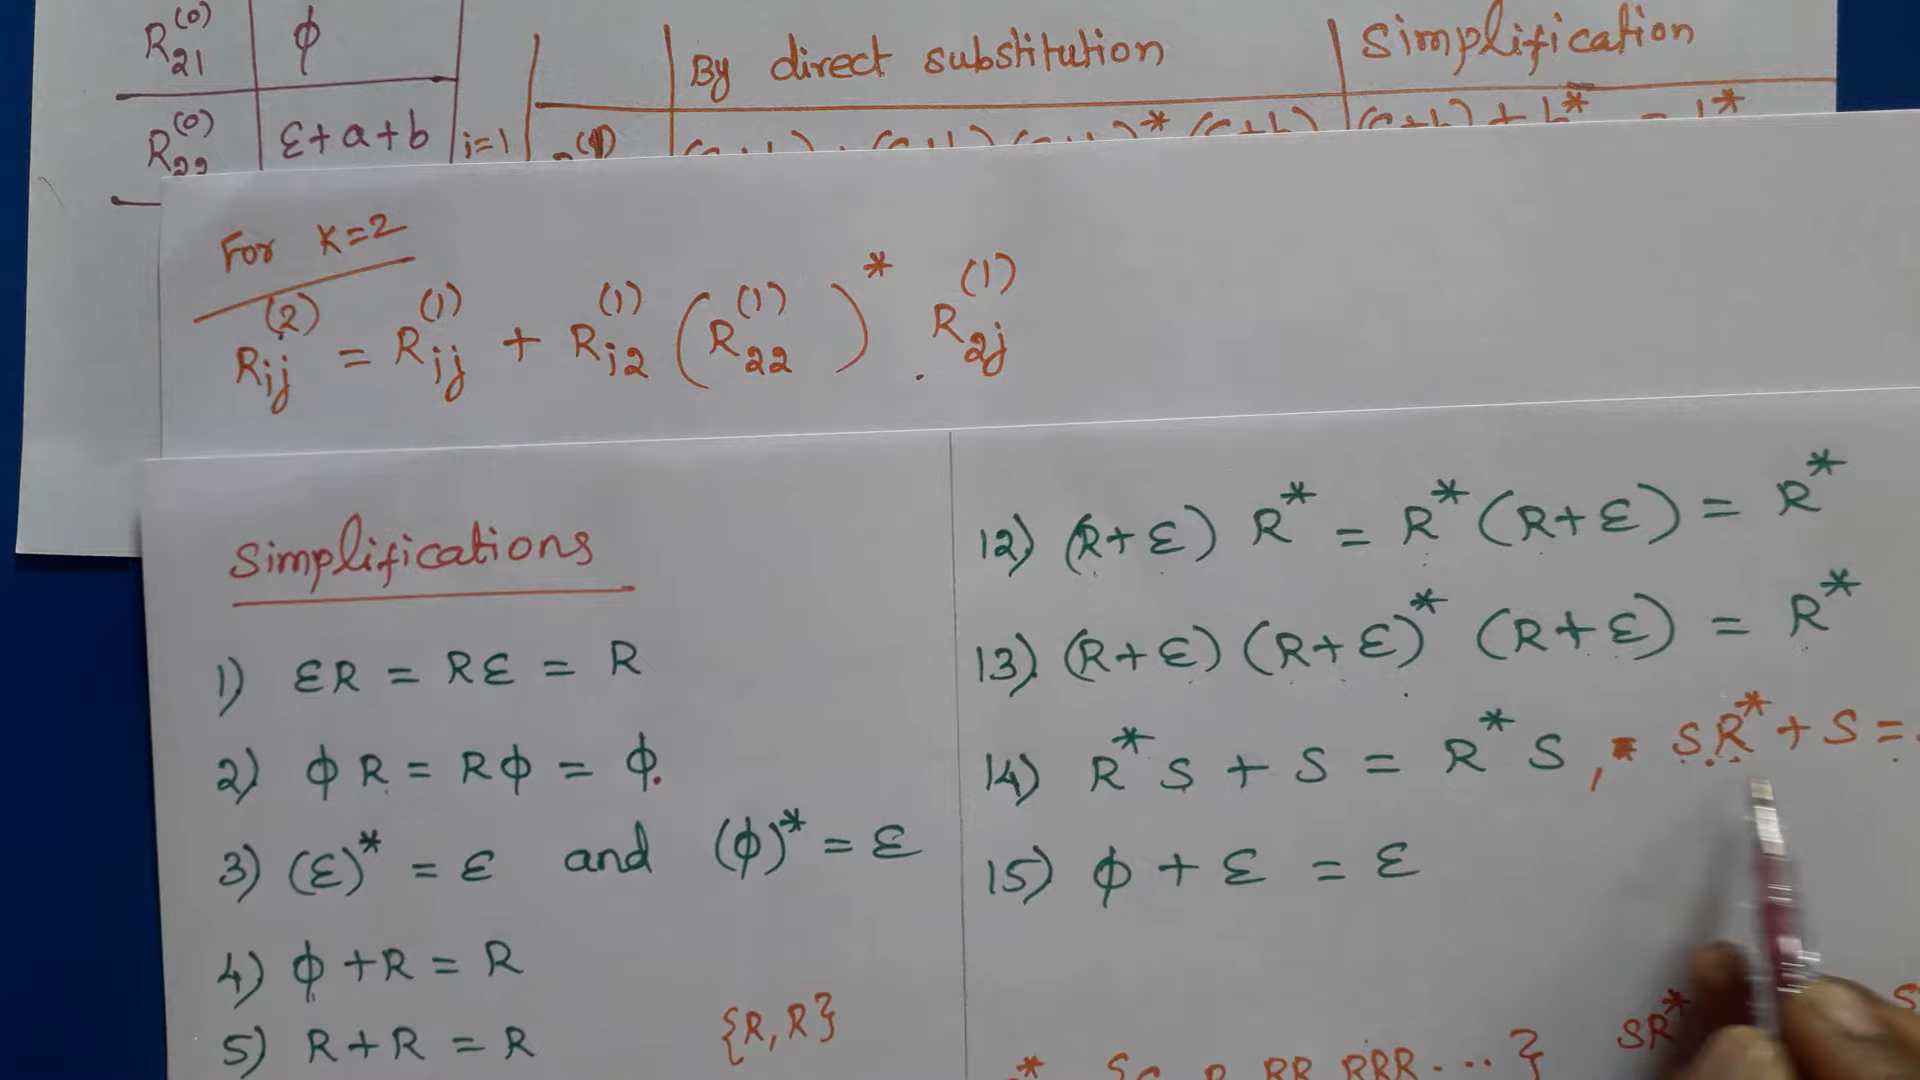 R21(0) ϕ
R22(0) ε+a+b i=1
By direct substitution Simplification
For K=2
Rij(2) = Rij(1) + Ri2(1) (R22(1))* . R2j(1)
Simplifications
1) εR = Rε = R
2) ϕR = Rϕ = ϕ.
3) (ε)* = ε and (ϕ)* = ε
4) ϕ + R = R
5) R + R = R {R, R}
12) (R+ε) R* = R*(R+ε) = R*
13) (R+ε) (R+ε)* (R+ε) = R*
14) R*S + S = R*S , SR* + S =
15) ϕ + ε = ε
SR*
RR, RRR....}